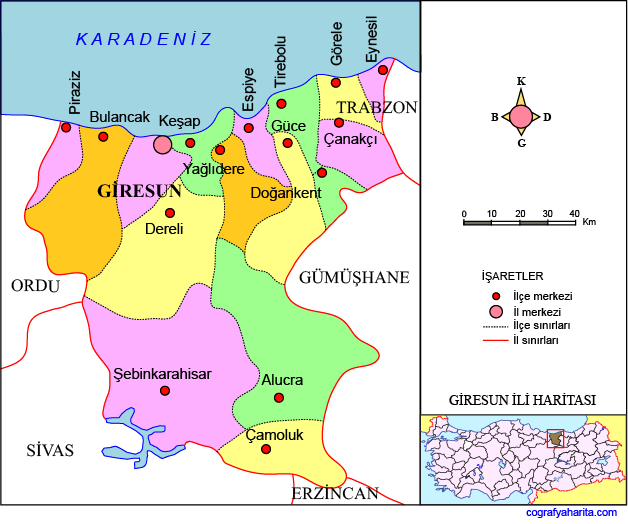 KARADENİZ
Piraziz
Bulancak
Keşap
Espiye
Tirebolu
Görele
Eynesil
TRABZON
Güce
Çanakçı
Yağlıdere
GİRESUN
Doğankent
Dereli
ORDU
GÜMÜŞHANE
Şebinkarahisar
Alucra
Çamoluk
SİVAS
ERZİNCAN
K
B
D
G
0 10 20 30 40
Km
İŞARETLER
İlçe merkezi
İl merkezi
İlçe sınırları
İl sınırları
GİRESUN İLİ HARİTASI
cografyaharita.com